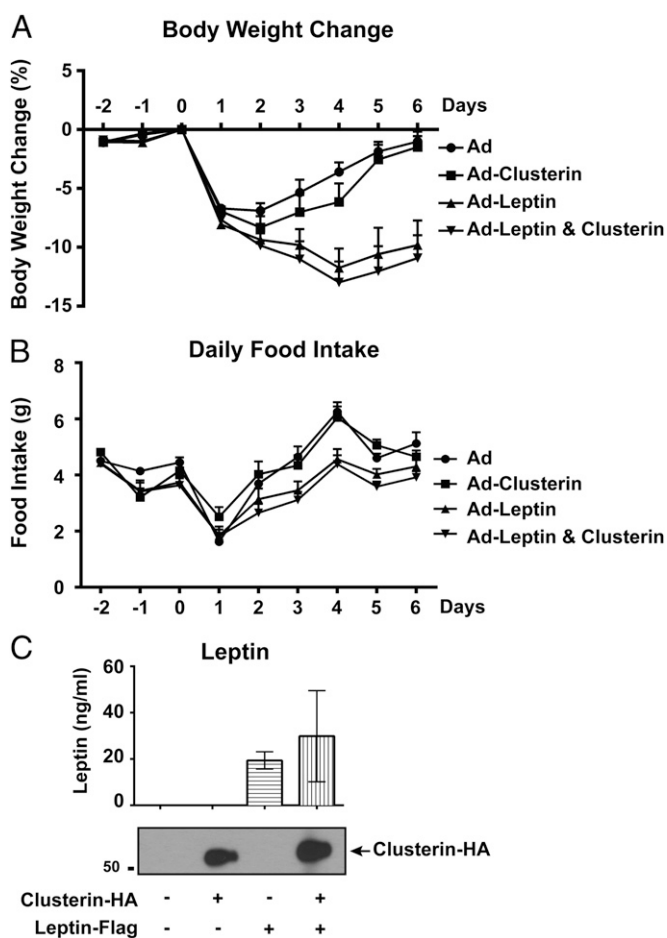 A
Body Weight Change
Body Weight Change (%)
5
0
-5
-10
-15
-2 -1 0 1 2 3 4 5 6 Days
Ad
Ad-Clusterin
Ad-Leptin
Ad-Leptin & Clusterin
B
Daily Food Intake
Food Intake (g)
8
6
4
2
0
Ad
Ad-Clusterin
Ad-Leptin
Ad-Leptin & Clusterin
-2 -1 0 1 2 3 4 5 6 Days
C
Leptin
Leptin (ng/ml)
60
40
20
0
Clusterin-HA
50 -
Clusterin-HA - + - +
Leptin-Flag - - + +